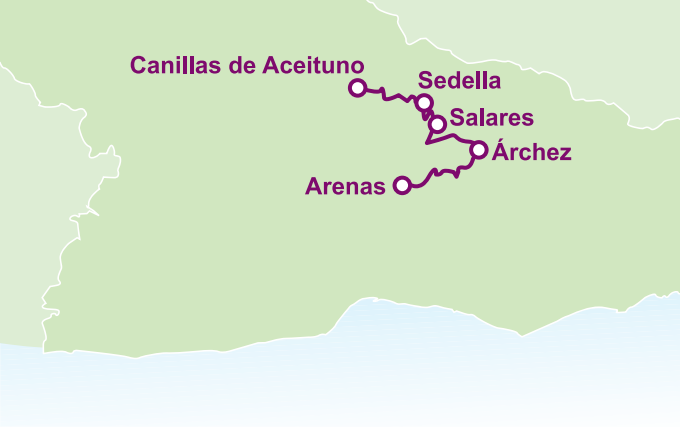 Canillas de Aceituno
Sedella
Salares
Árchez
Arenas